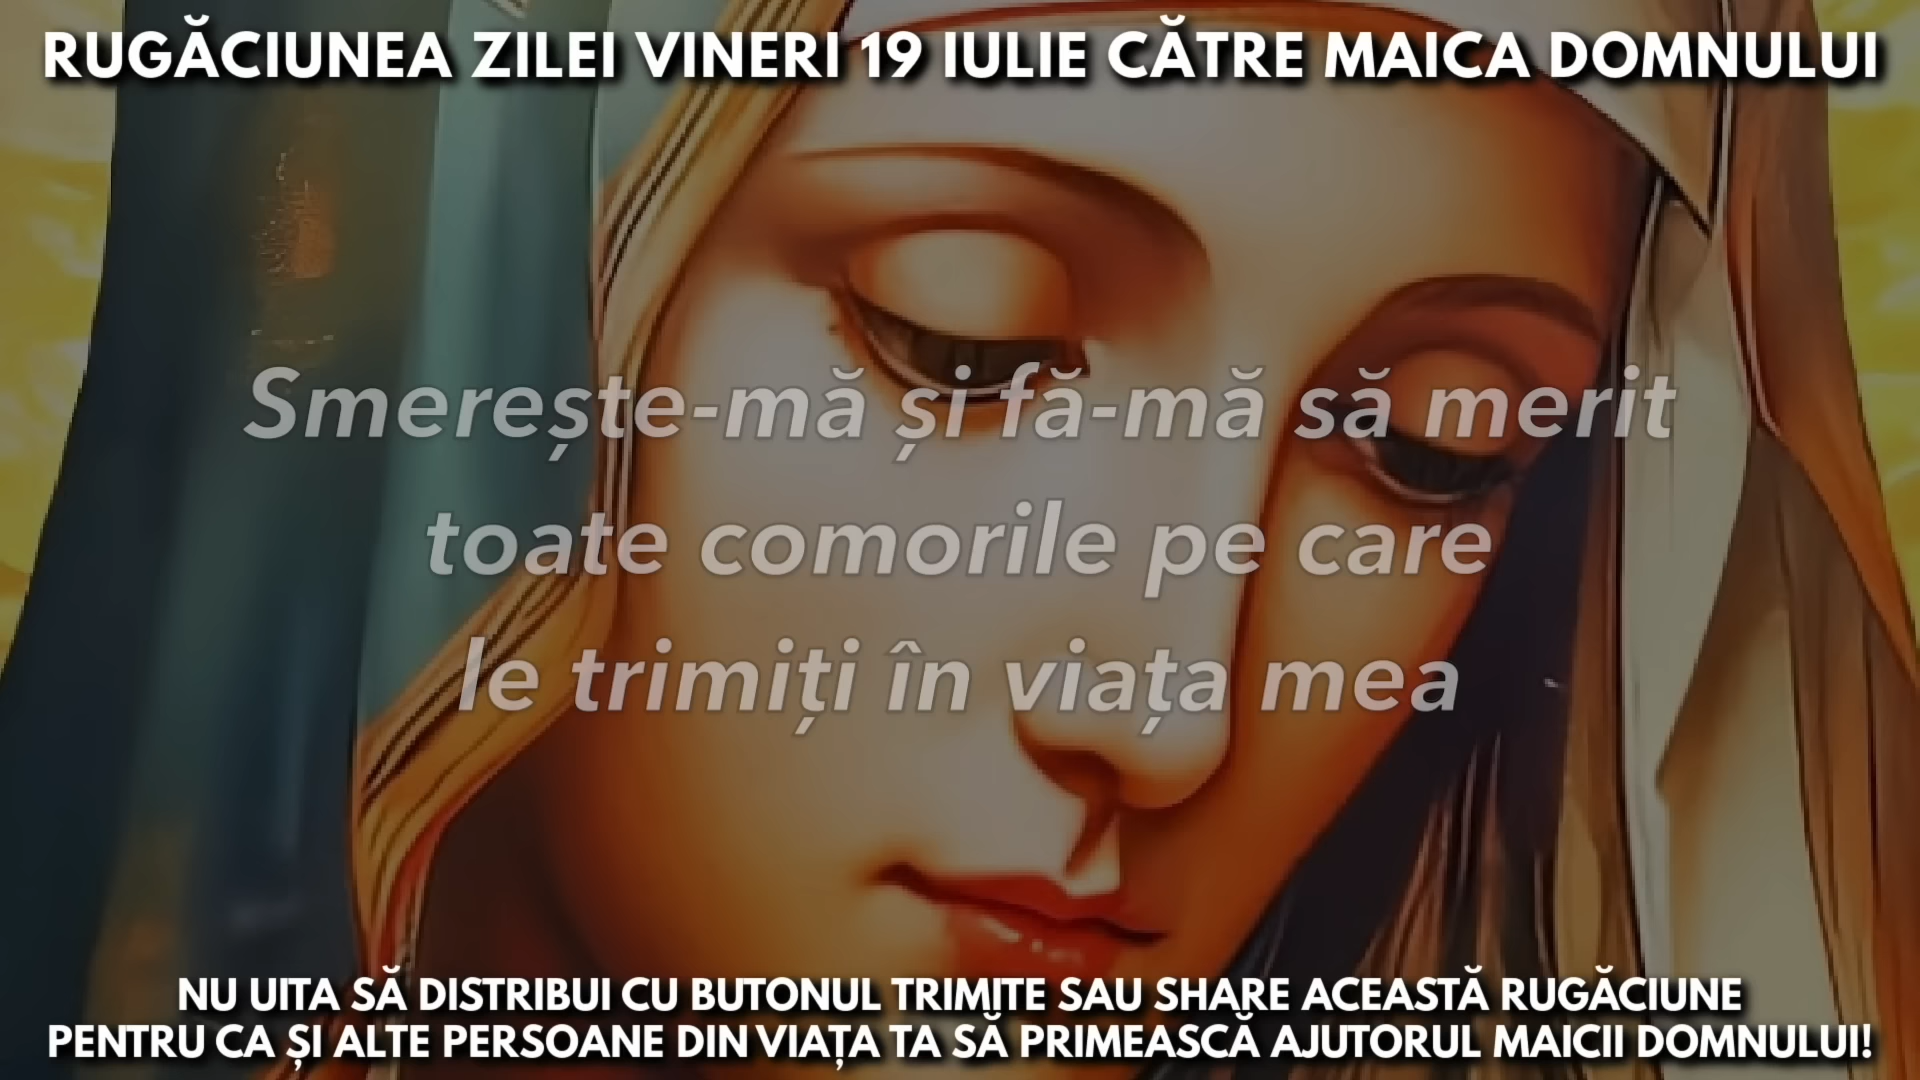 RUGĂCIUNEA ZILEI VINERI 19 IULIE CĂTRE MAICA DOMNULUI
Smerește-mă și fă-mă să merit
toate comorile pe care
le trimiți în viața mea
NU UITA SĂ DISTRIBUI CU BUTONUL TRIMITE SAU SHARE ACEASTĂ RUGĂCIUNE
PENTRU CA ȘI ALTE PERSOANE DIN VIAȚA TA SĂ PRIMEASCĂ AJUTORUL MAICII DOMNULUI!